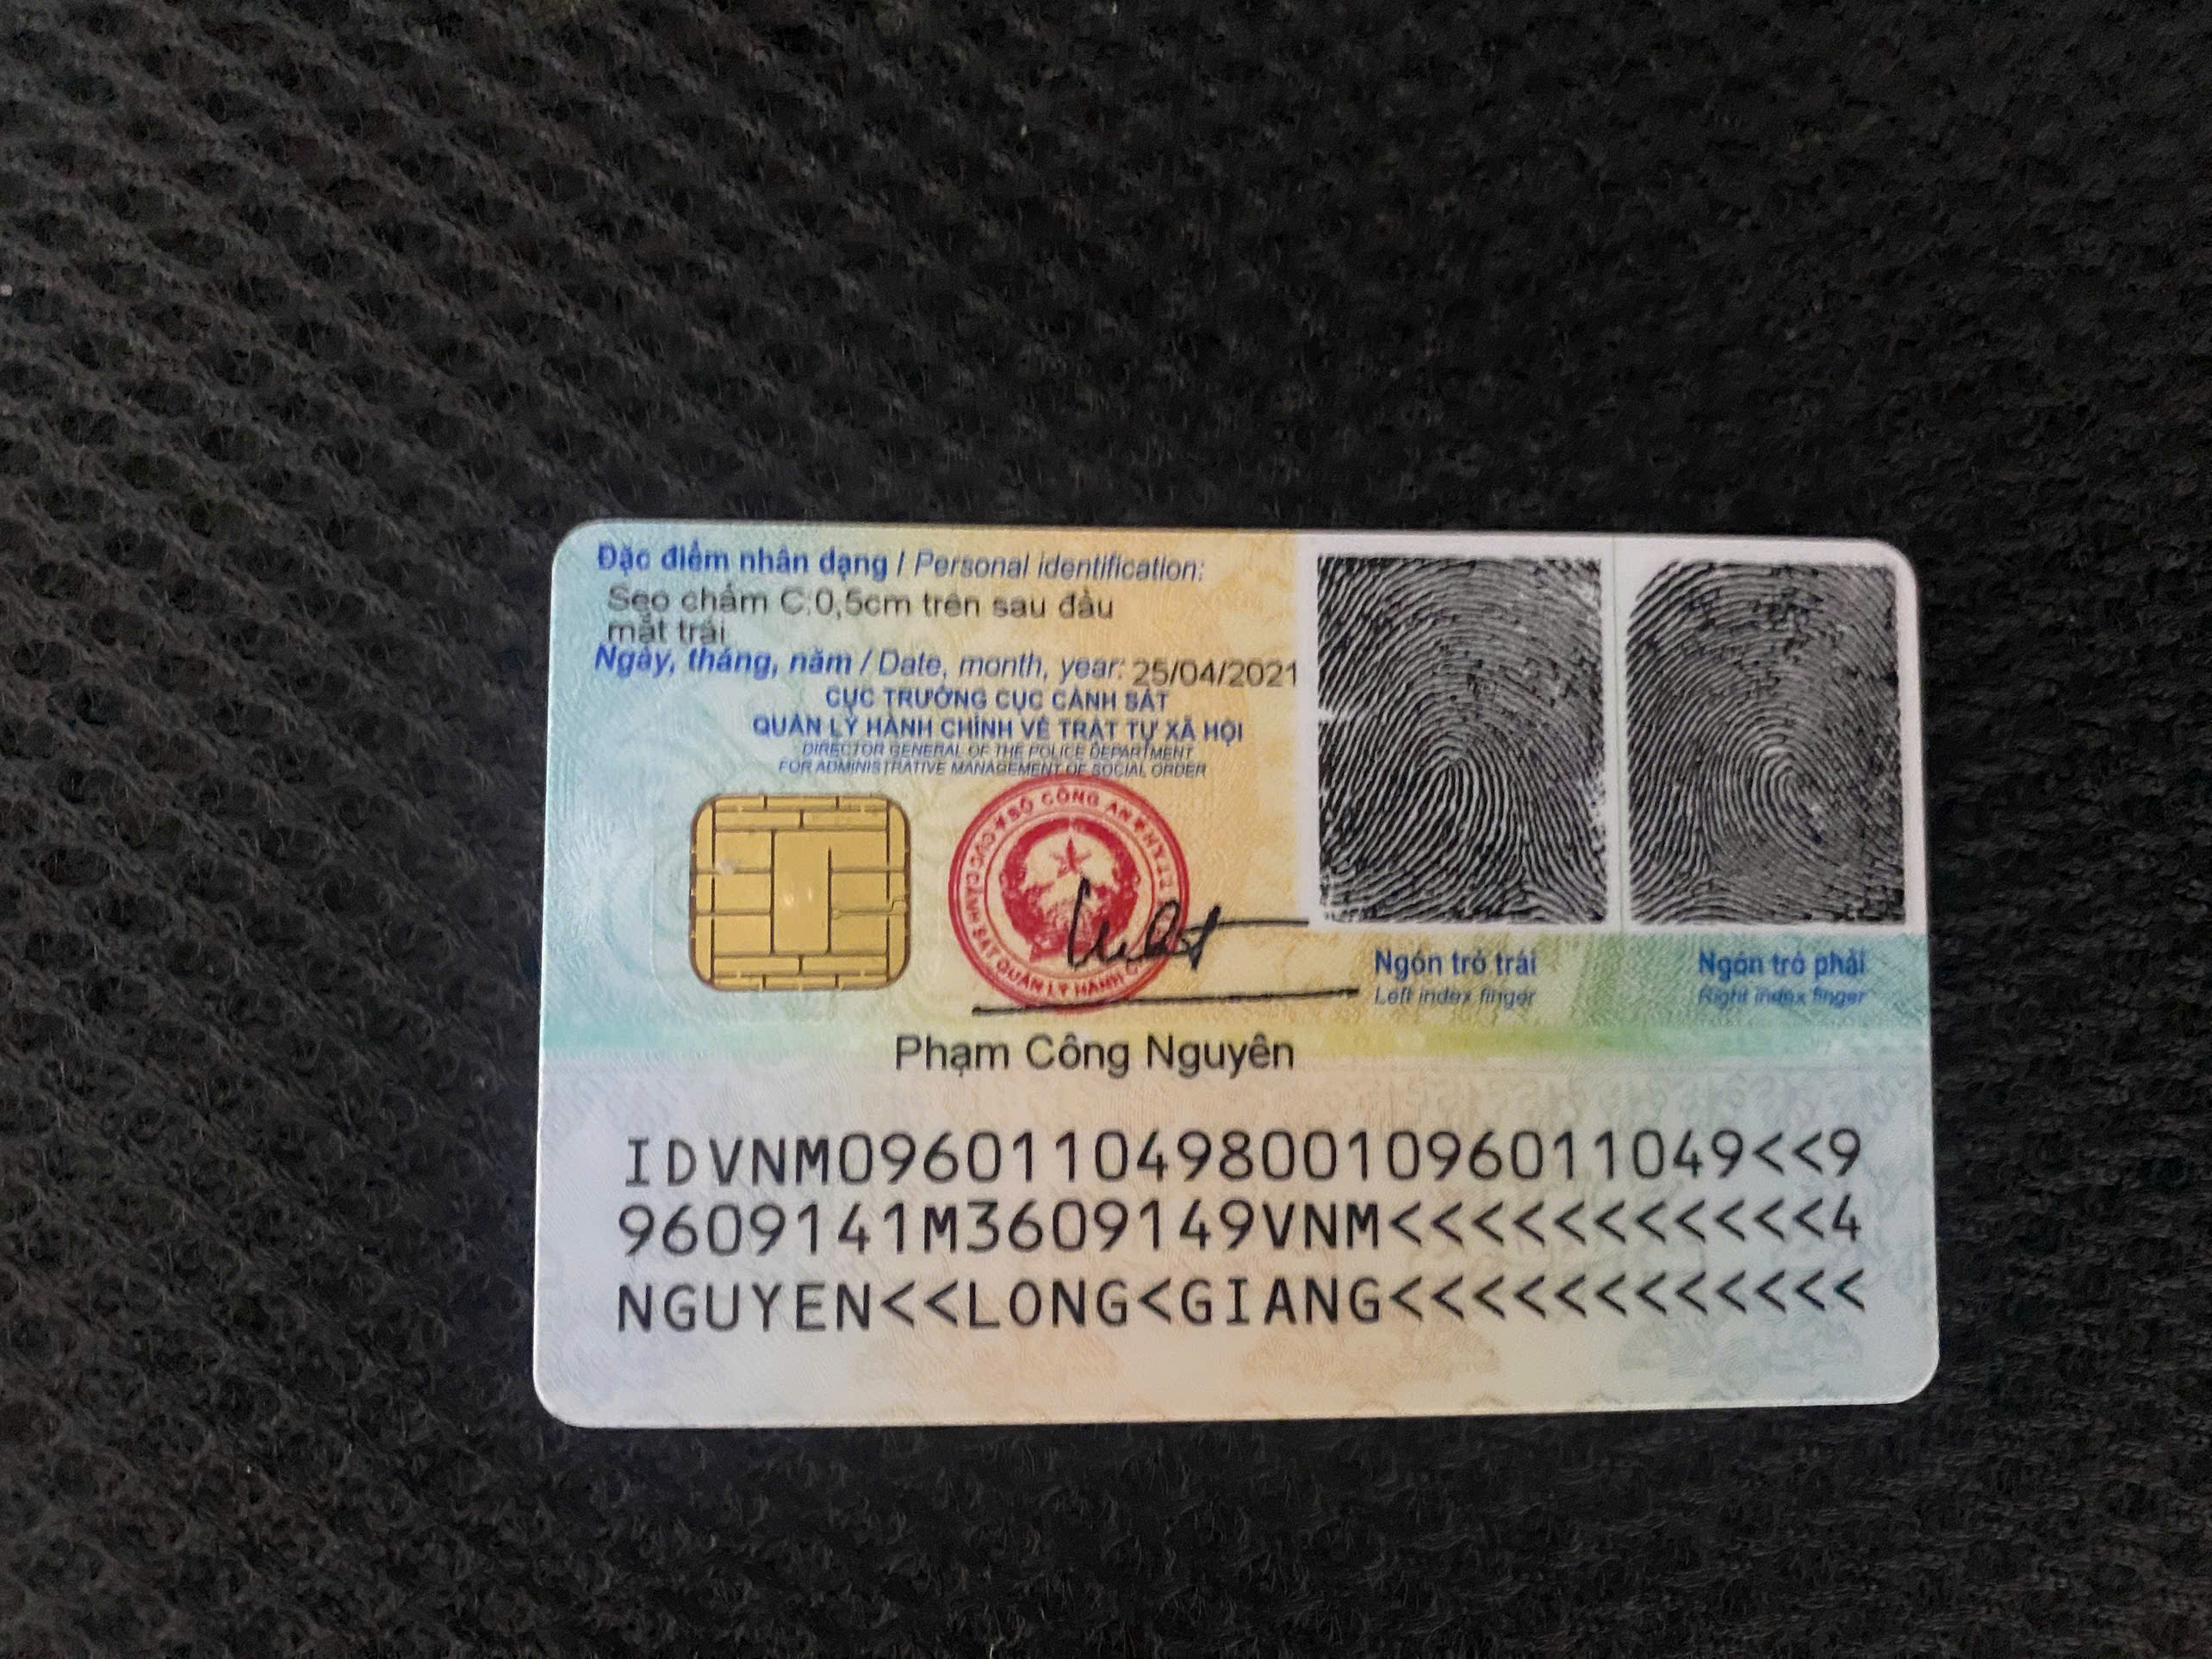 Đặc điểm nhân dạng / Personal identification:
Sẹo chấm C:0,5cm trên sau đầu
mắt trái
Ngày, tháng, năm / Date, month, year: 25/04/2021
CỤC TRƯỞNG CỤC CẢNH SÁT
QUẢN LÝ HÀNH CHÍNH VỀ TRẬT TỰ XÃ HỘI
DIRECTOR GENERAL OF THE POLICE DEPARTMENT
FOR ADMINISTRATIVE MANAGEMENT OF SOCIAL ORDER
BỘ CÔNG AN
CỤC CẢNH SÁT QUẢN LÝ HÀNH
Ngón trỏ trái
Left index finger
Ngón trỏ phải
Right index finger
Phạm Công Nguyên
IDVNM0960110498001096011049<<9
9609141M3609149VNM<<<<<<<<<<<4
NGUYEN<<LONG<GIANG<<<<<<<<<<<<